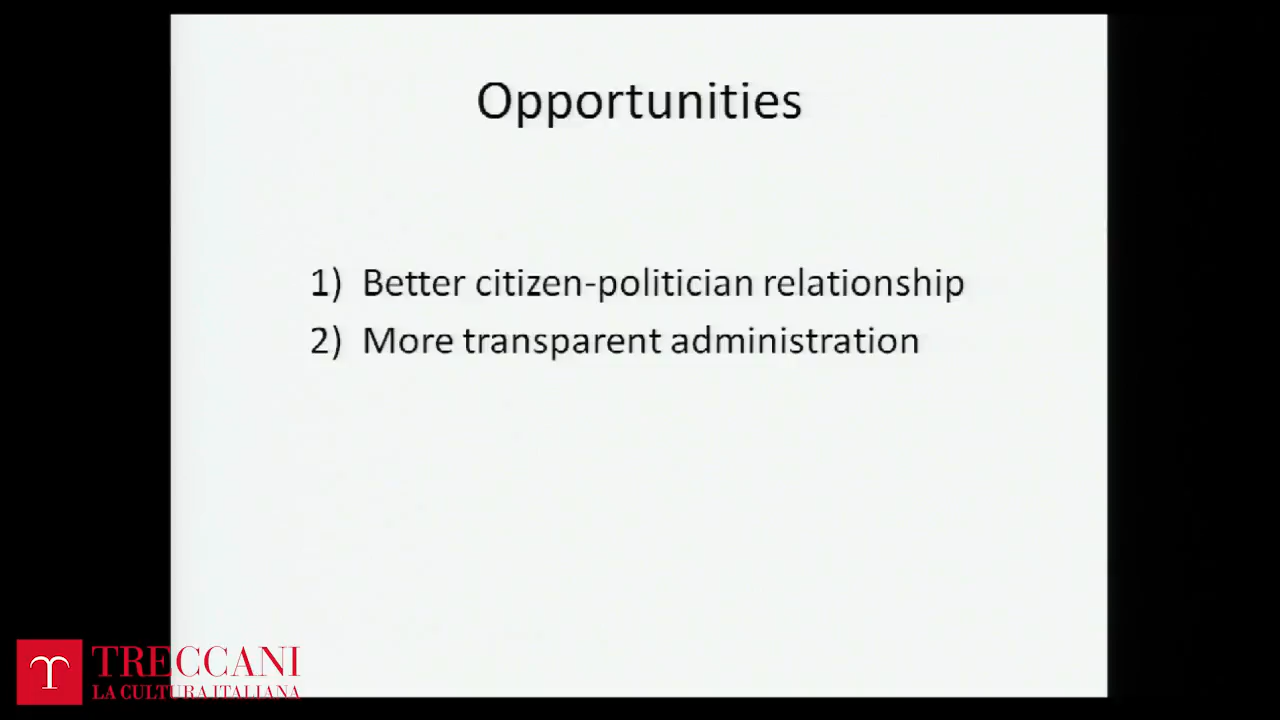 Opportunities
1) Better citizen-politician relationship
2) More transparent administration
TRECCANI
LA CULTURA ITALIANA